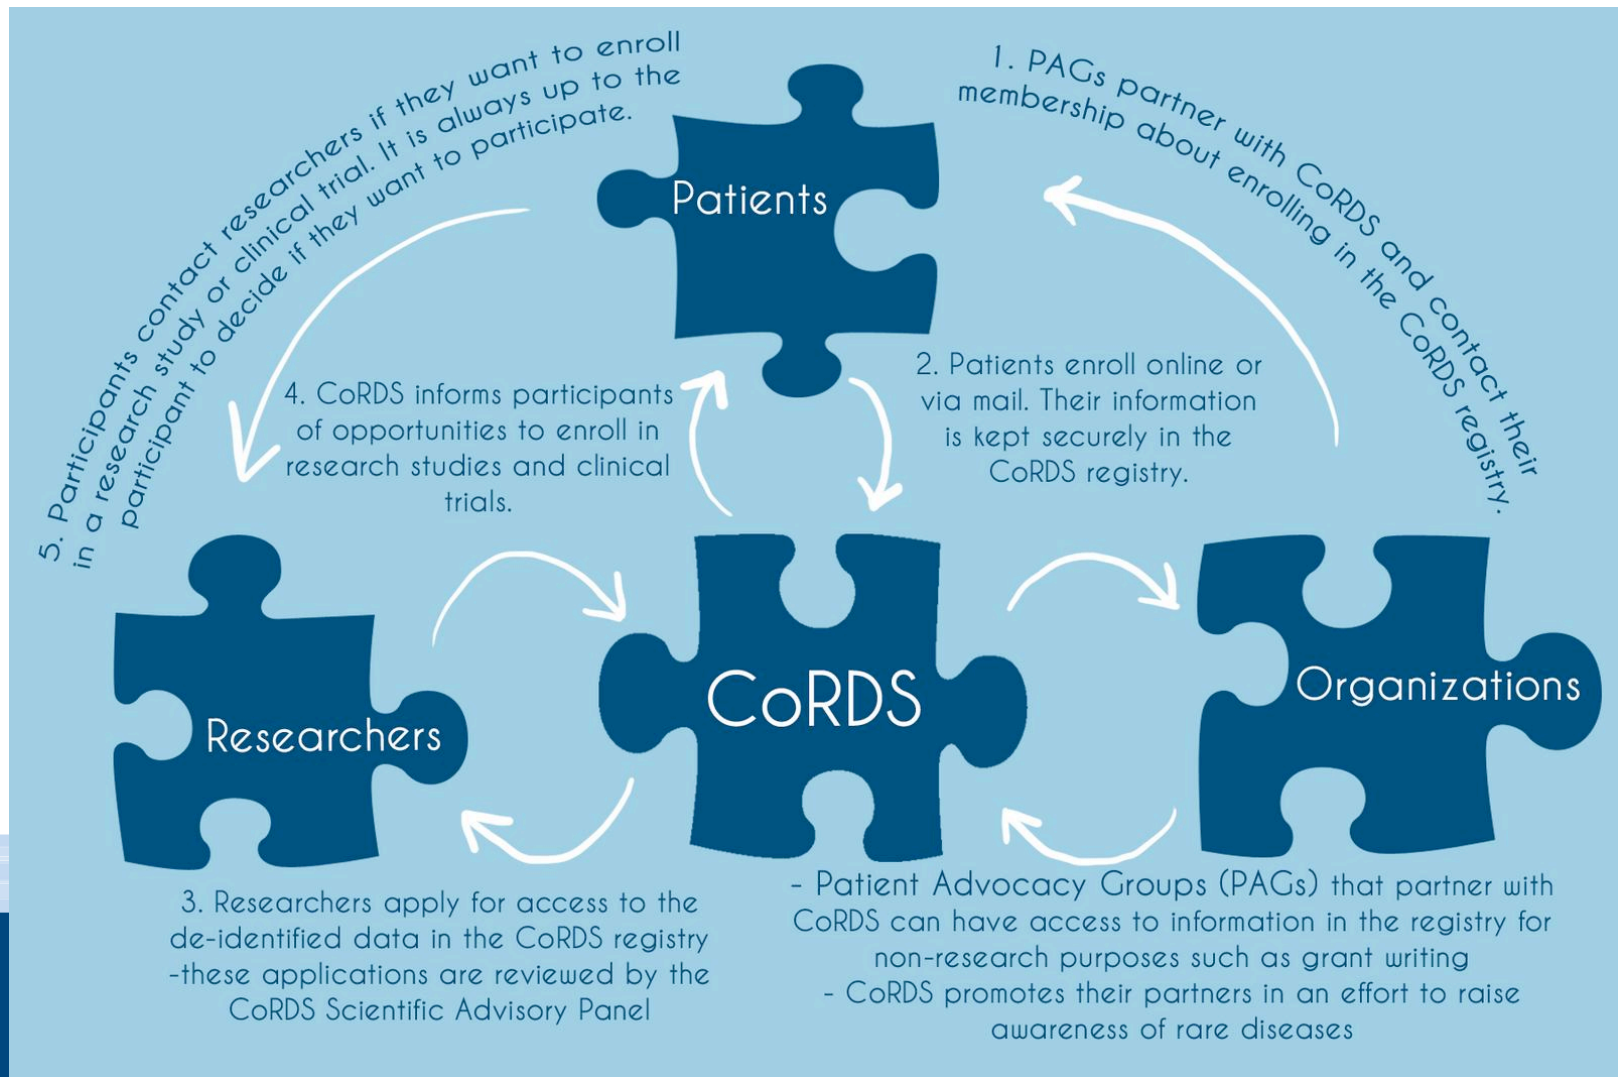 1. PAGs partner with CoRDS and contact their
membership about enrolling in the CoRDS registry.
Patients
2. Patients enroll online or
via mail. Their information
is kept securely in the
CoRDS registry.
4. CoRDS informs participants
of opportunities to enroll in
research studies and clinical
trials.
5. Participants contact researchers if they want to enroll
in a research study or clinical trial. It is always up to the
participant to decide if they want to participate.
Researchers
CoRDS
Organizations
3. Researchers apply for access to the
de-identified data in the CoRDS registry
-these applications are reviewed by the
CoRDS Scientific Advisory Panel
- Patient Advocacy Groups (PAGs) that partner with
CoRDS can have access to information in the registry for
non-research purposes such as grant writing
- CoRDS promotes their partners in an effort to raise
awareness of rare diseases